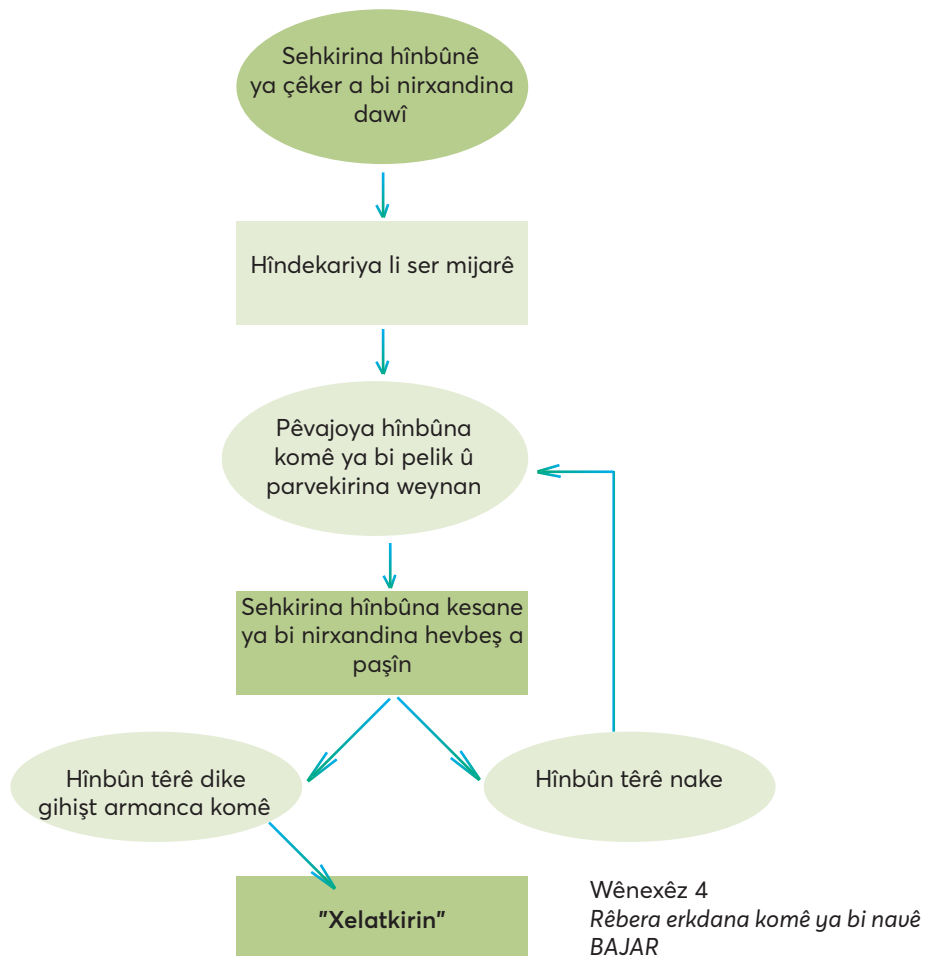 Sehkirina hînbûnê
ya çêker a bi nirxandina
dawî
Hîndekariya li ser mijarê
Pêvajoya hînbûna
komê ya bi pelik û
parvekirina weynan
Sehkirina hînbûna kesane
ya bi nirxandina hevbeş a
paşîn
Hînbûn têrê dike
gihişt armanca komê
Hînbûn têrê nake
"Xelatkirin"
Wênexêz 4
Rêbera erkdana komê ya bi navê
BAJAR